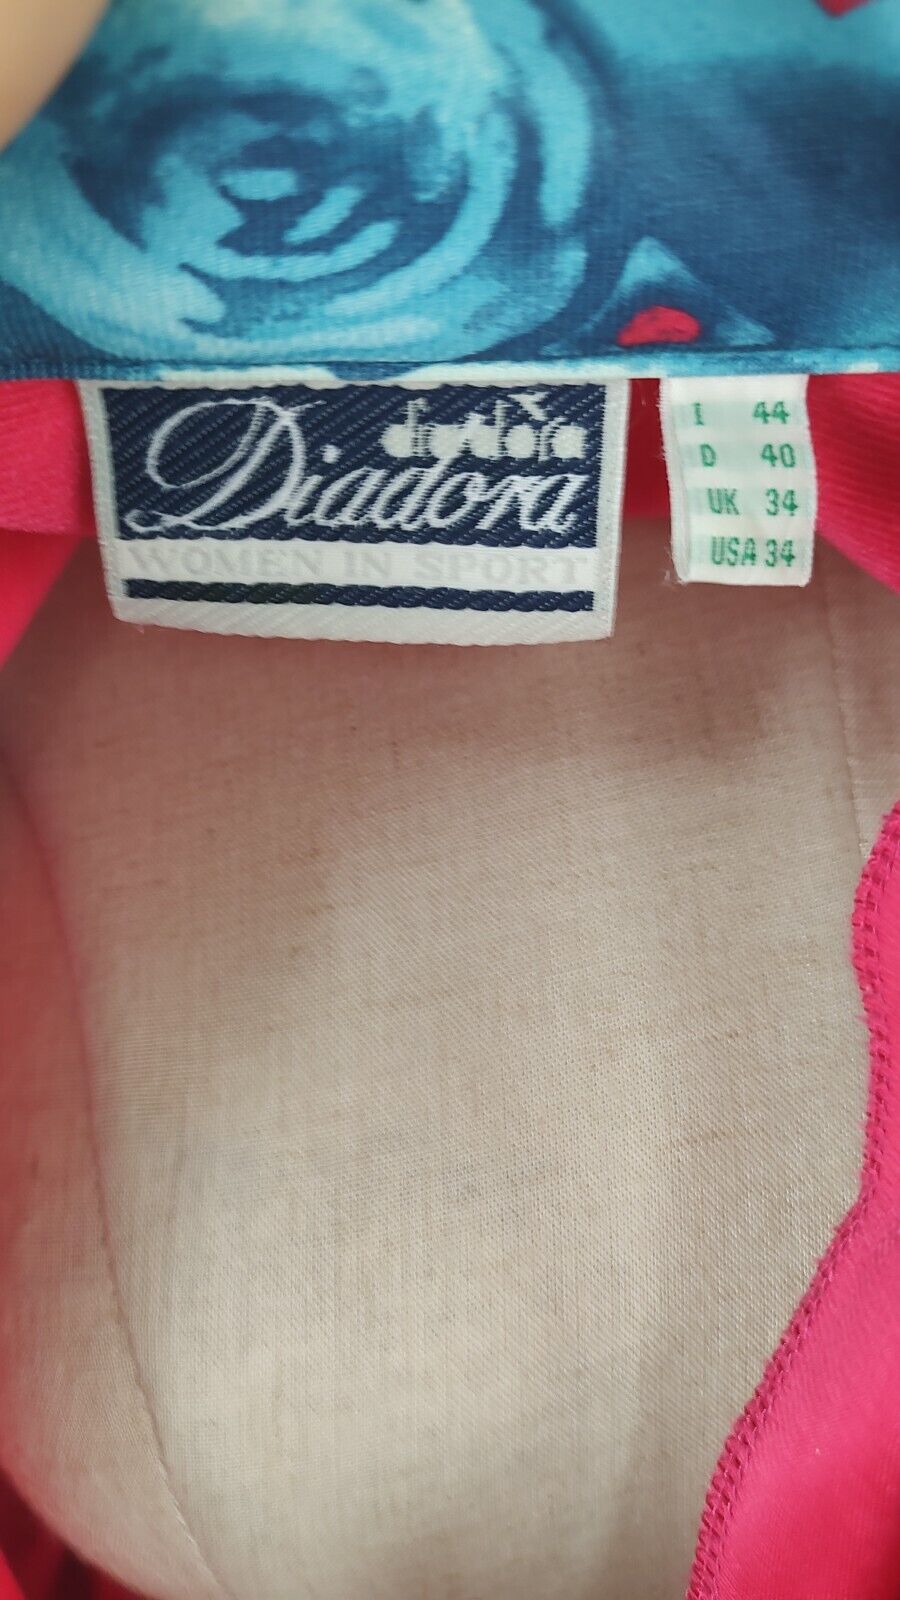 diadora
Diadora
WOMEN IN SPORT
I 44
D 40
UK 34
USA 34